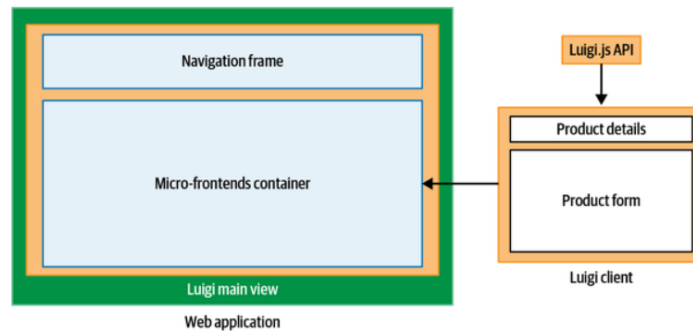 Navigation frame
Micro-frontends container
Luigi main view
Web application
Luigi.js API
Product details
Product form
Luigi client